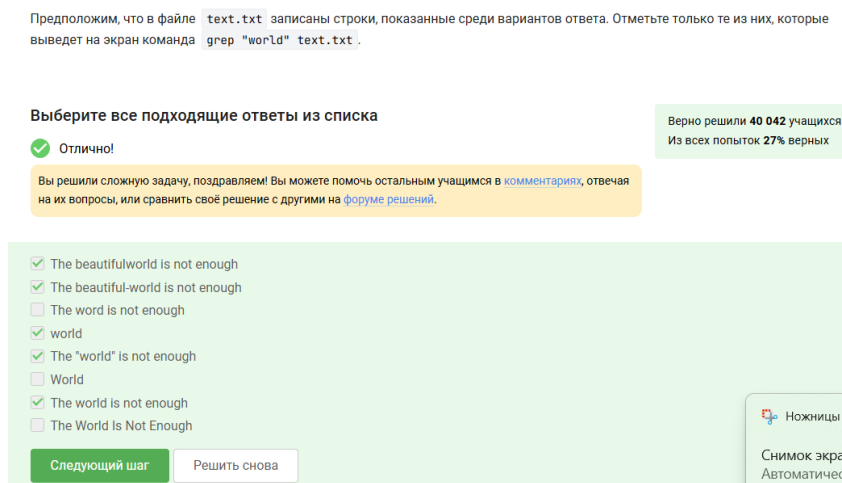 Предположим, что в файле text.txt записаны строки, показанные среди вариантов ответа. Отметьте только те из них, которые
выведет на экран команда grep "world" text.txt.
Выберите все подходящие ответы из списка
Верно решили 40 042 учащихся
Из всех попыток 27% верных
Отлично!
Вы решили сложную задачу, поздравляем! Вы можете помочь остальным учащимся в комментариях, отвечая
на их вопросы, или сравнить своё решение с другими на форуме решений.
The beautifulworld is not enough
The beautiful-world is not enough
The word is not enough
world
The "world" is not enough
World
The world is not enough
The World Is Not Enough
Ножницы
Следующий шаг
Решить снова
Снимок